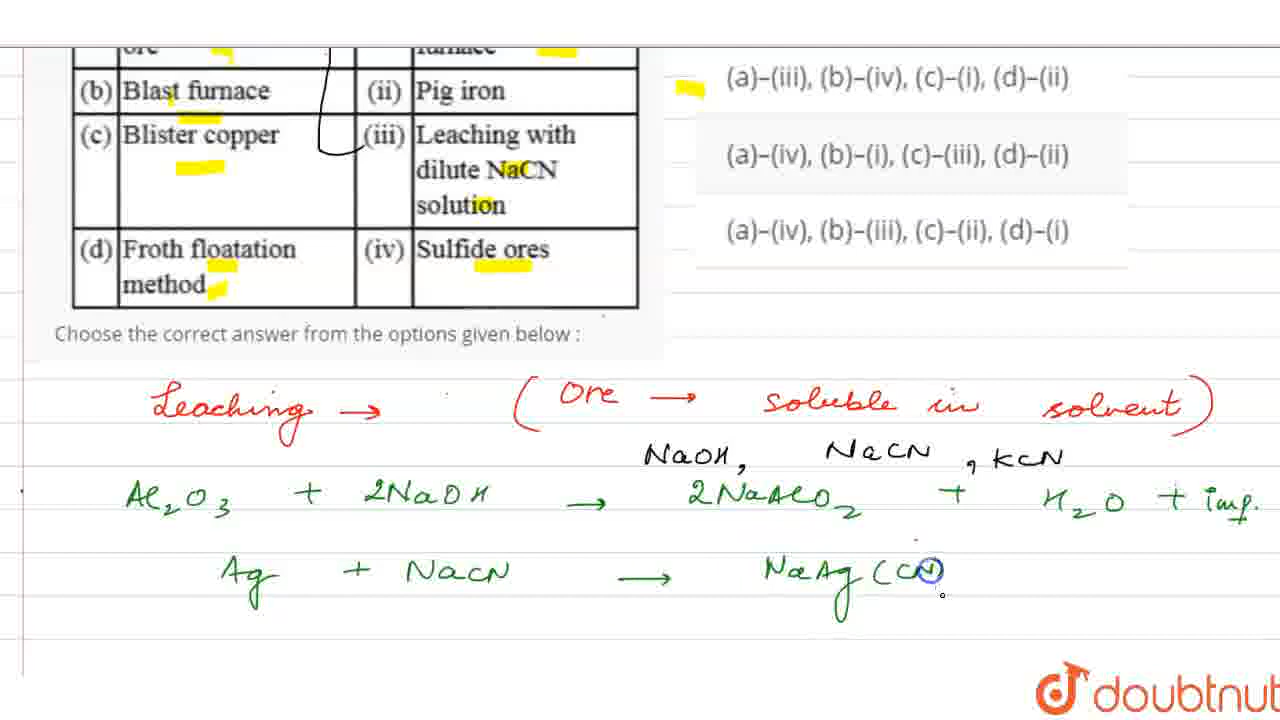 ore
furnace
(b) Blast furnace (ii) Pig iron
(c) Blister copper (iii) Leaching with
dilute NaCN
solution
(d) Froth floatation (iv) Sulfide ores
method
Choose the correct answer from the options given below :
(a)–(iii), (b)–(iv), (c)–(i), (d)–(ii)
(a)–(iv), (b)–(i), (c)–(iii), (d)–(ii)
(a)–(iv), (b)–(iii), (c)–(ii), (d)–(i)
Leaching → (Ore → soluble in solvent)
NaOH, NaCN, KCN
Al2O3 + 2NaOH → 2NaAlO2 + H2O + imp.
Ag + NaCN → NaAg(CN)
doubtnut